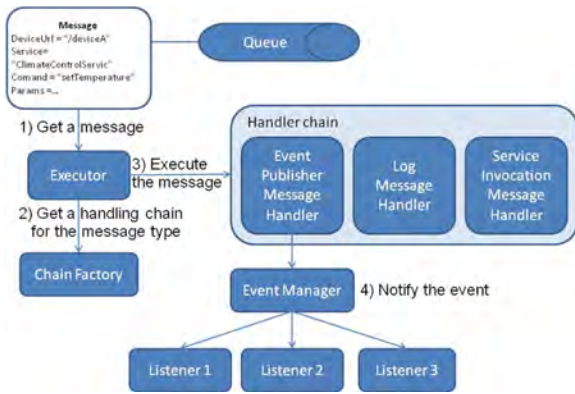 Message
DeviceUrl = "/deviceA"
Service=
"ClimateControlServic"
Comand = "setTemperature"
Params =...
Queue
1) Get a message
Executor
3) Execute
the message
2) Get a handling chain
for the message type
Chain Factory
Handler chain
Event
Publisher
Message
Handler
Log
Message
Handler
Service
Invocation
Message
Handler
Event Manager
4) Notify the event
Listener 1
Listener 2
Listener 3